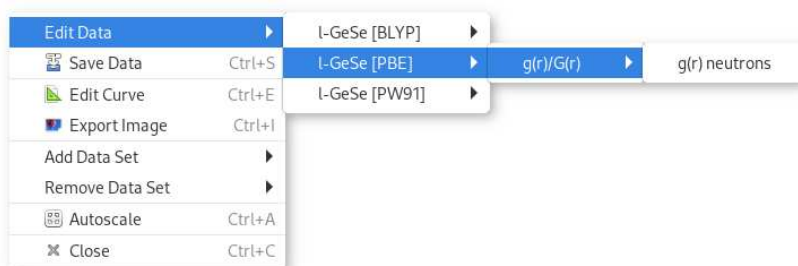 Edit Data
l-GeSe [BLYP]
Save Data Ctrl+S
l-GeSe [PBE]
g(r)/G(r)
g(r) neutrons
Edit Curve Ctrl+E
l-GeSe [PW91]
Export Image Ctrl+I
Add Data Set
Remove Data Set
Autoscale Ctrl+A
Close Ctrl+C